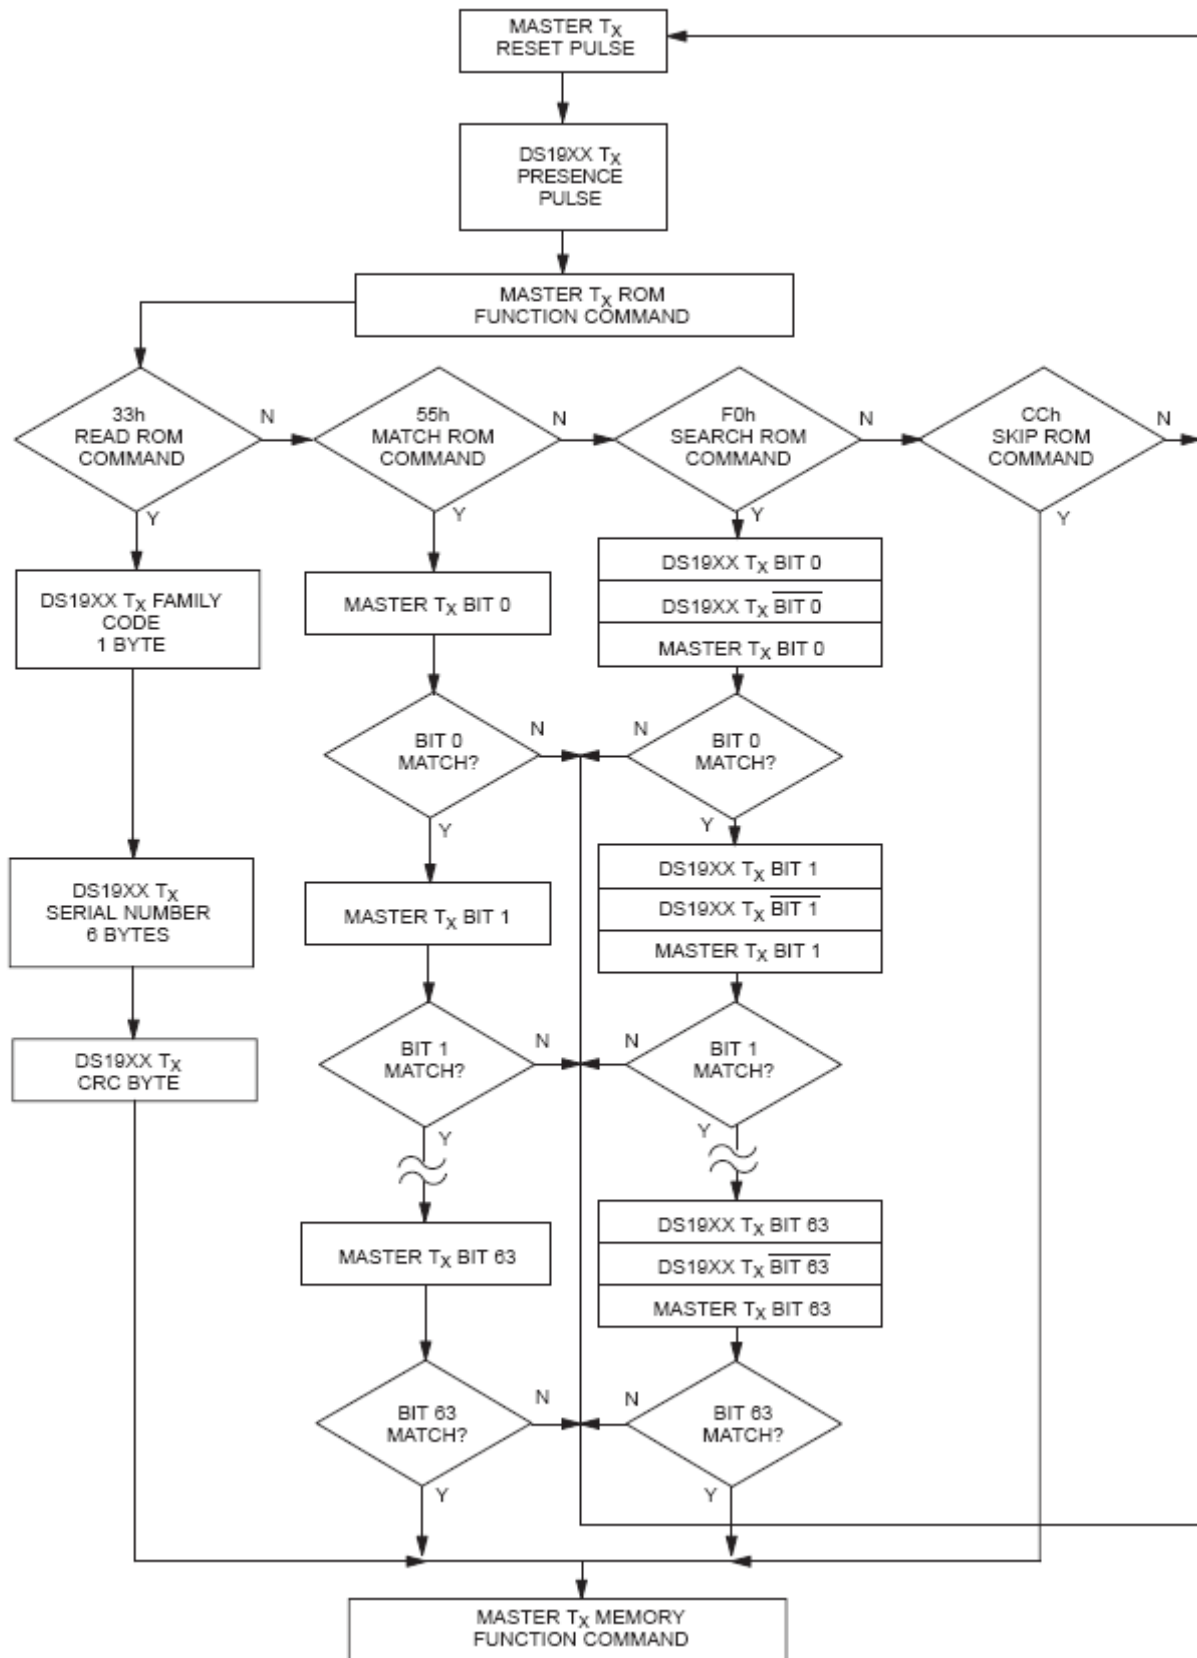 MASTER TX
RESET PULSE
DS19XX TX
PRESENCE
PULSE
MASTER TX ROM
FUNCTION COMMAND
33h
READ ROM
COMMAND
N
Y
55h
MATCH ROM
COMMAND
N
Y
F0h
SEARCH ROM
COMMAND
N
Y
CCh
SKIP ROM
COMMAND
N
Y
DS19XX TX FAMILY
CODE
1 BYTE
DS19XX TX
SERIAL NUMBER
6 BYTES
DS19XX TX
CRC BYTE
MASTER TX BIT 0
BIT 0
MATCH?
N
Y
MASTER TX BIT 1
BIT 1
MATCH?
N
Y
MASTER TX BIT 63
BIT 63
MATCH?
N
Y
DS19XX TX BIT 0
DS19XX TX B̅I̅T̅ ̅0̅
MASTER TX BIT 0
N
BIT 0
MATCH?
Y
DS19XX TX BIT 1
DS19XX TX B̅I̅T̅ ̅1̅
MASTER TX BIT 1
N
BIT 1
MATCH?
Y
DS19XX TX BIT 63
DS19XX TX B̅I̅T̅ ̅6̅3̅
MASTER TX BIT 63
N
BIT 63
MATCH?
Y
MASTER TX MEMORY
FUNCTION COMMAND